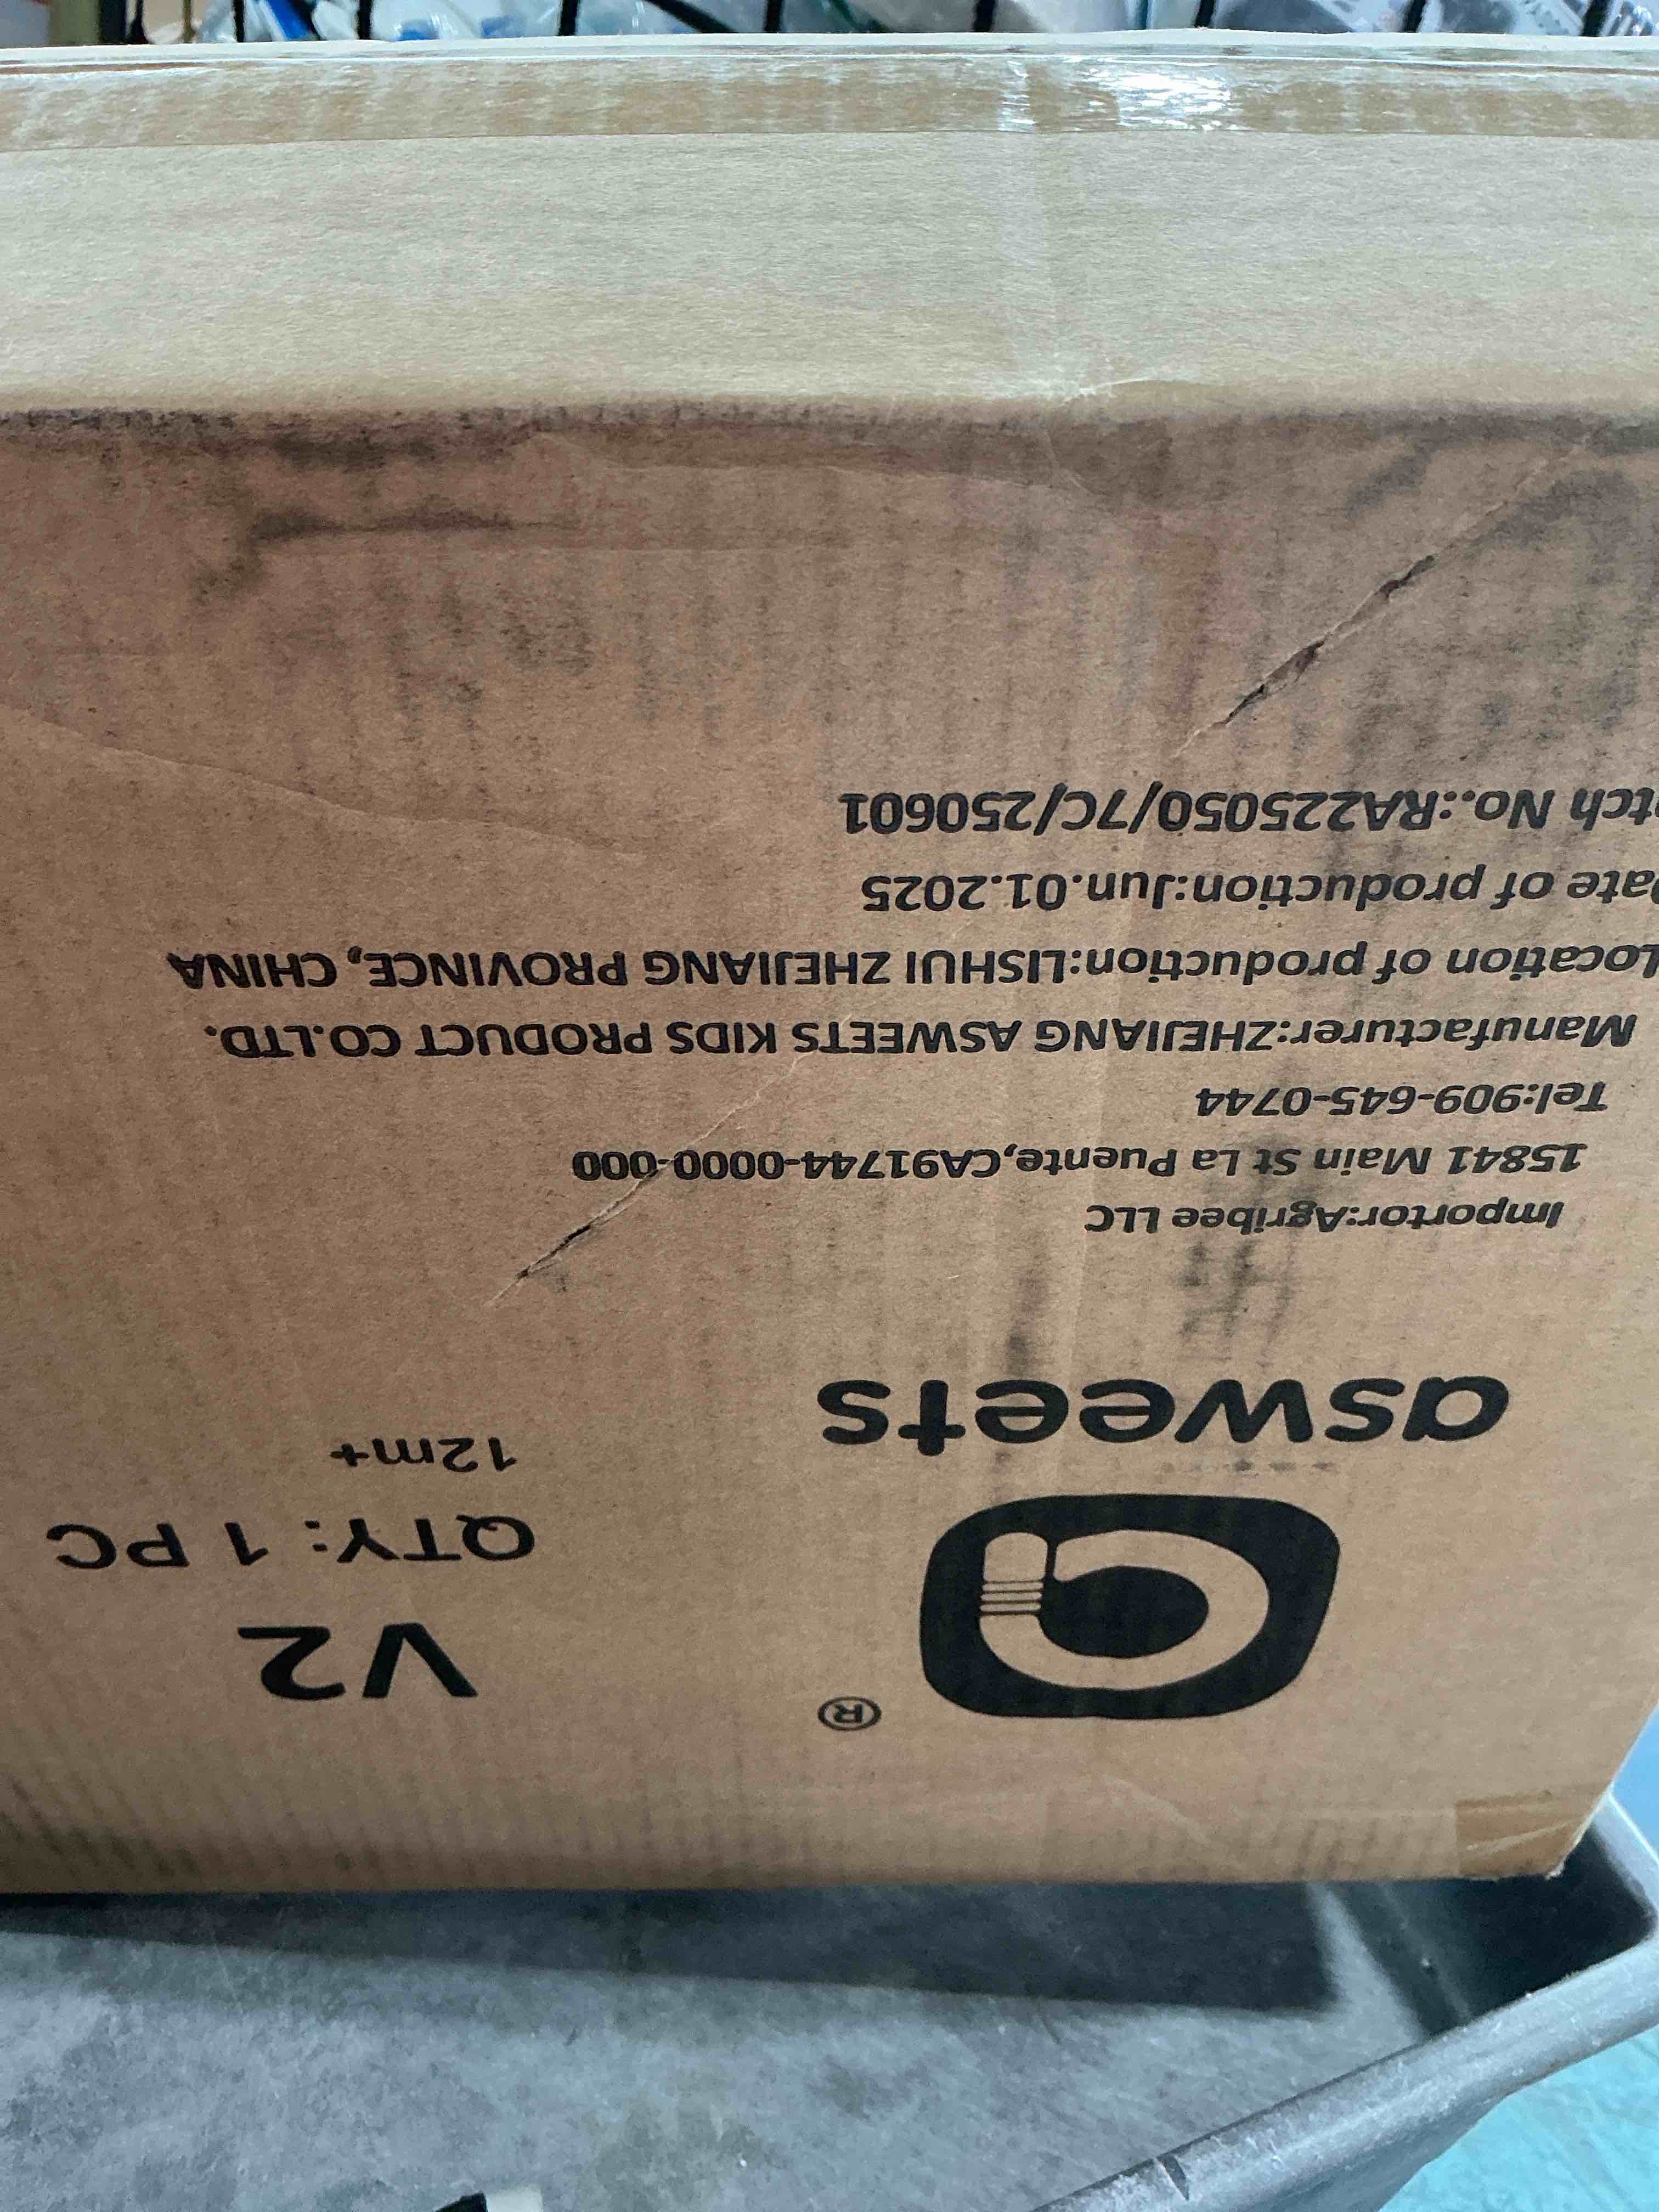 ®
asweets
V2
QTY: 1 PC
12m+
Importor:Agribee LLC
15841 Main St La Puente,CA91744-0000-000
Tel:909-645-0744
Manufacturer:ZHEJIANG ASWEETS KIDS PRODUCT CO.LTD.
Location of production:LISHUI ZHEJIANG PROVINCE, CHINA
Date of production:Jun.01.2025
tch No.:RA225050/7C/250601